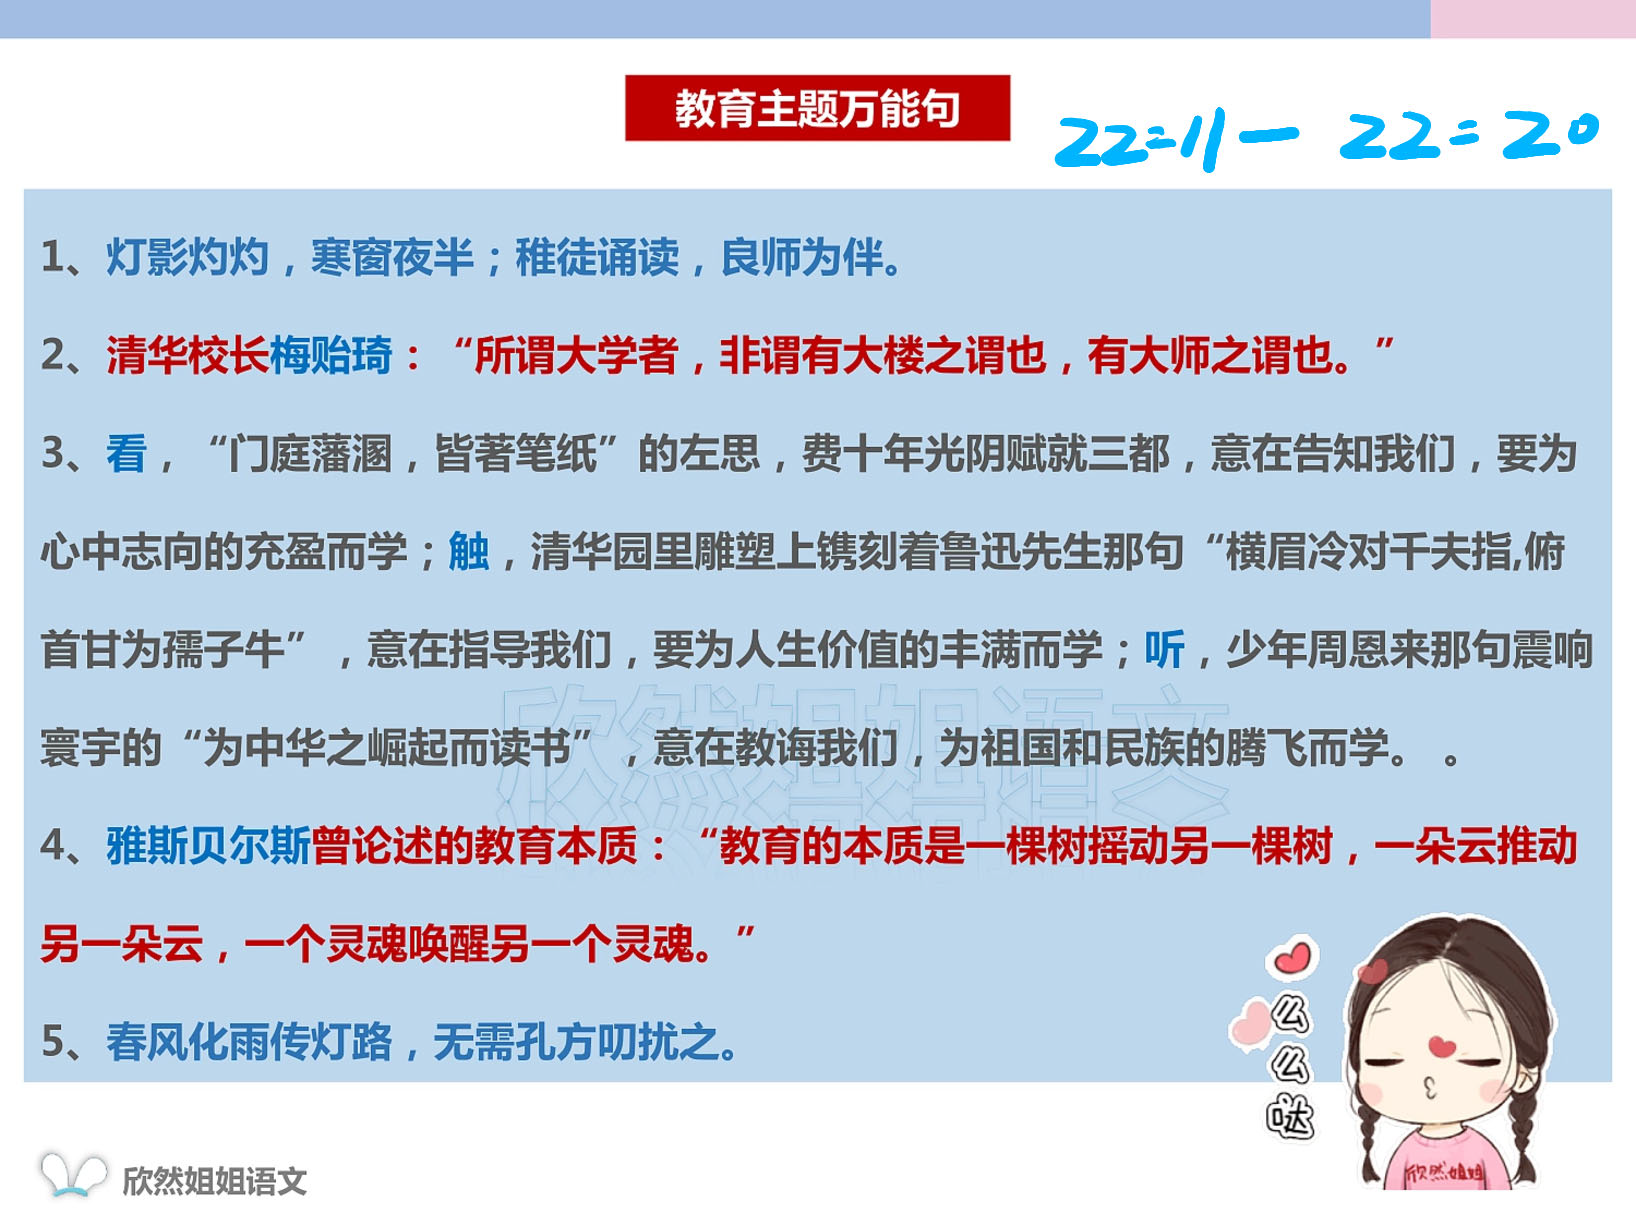 教育主题万能句
22=11一 22=20
1、灯影灼灼，寒窗夜半；稚徒诵读，良师为伴。
2、清华校长梅贻琦：“所谓大学者，非谓有大楼之谓也，有大师之谓也。”
3、看，“门庭藩溷，皆著笔纸”的左思，费十年光阴赋就三都，意在告知我们，要为
心中志向的充盈而学；触，清华园里雕塑上镌刻着鲁迅先生那句“横眉冷对千夫指,俯
首甘为孺子牛”，意在指导我们，要为人生价值的丰满而学；听，少年周恩来那句震响
寰宇的“为中华之崛起而读书”，意在教诲我们，为祖国和民族的腾飞而学。 。
欣然姐姐语文
4、雅斯贝尔斯曾论述的教育本质：“教育的本质是一棵树摇动另一棵树，一朵云推动
另一朵云，一个灵魂唤醒另一个灵魂。”
5、春风化雨传灯路，无需孔方叨扰之。
么么哒
欣然姐姐
欣然姐姐语文